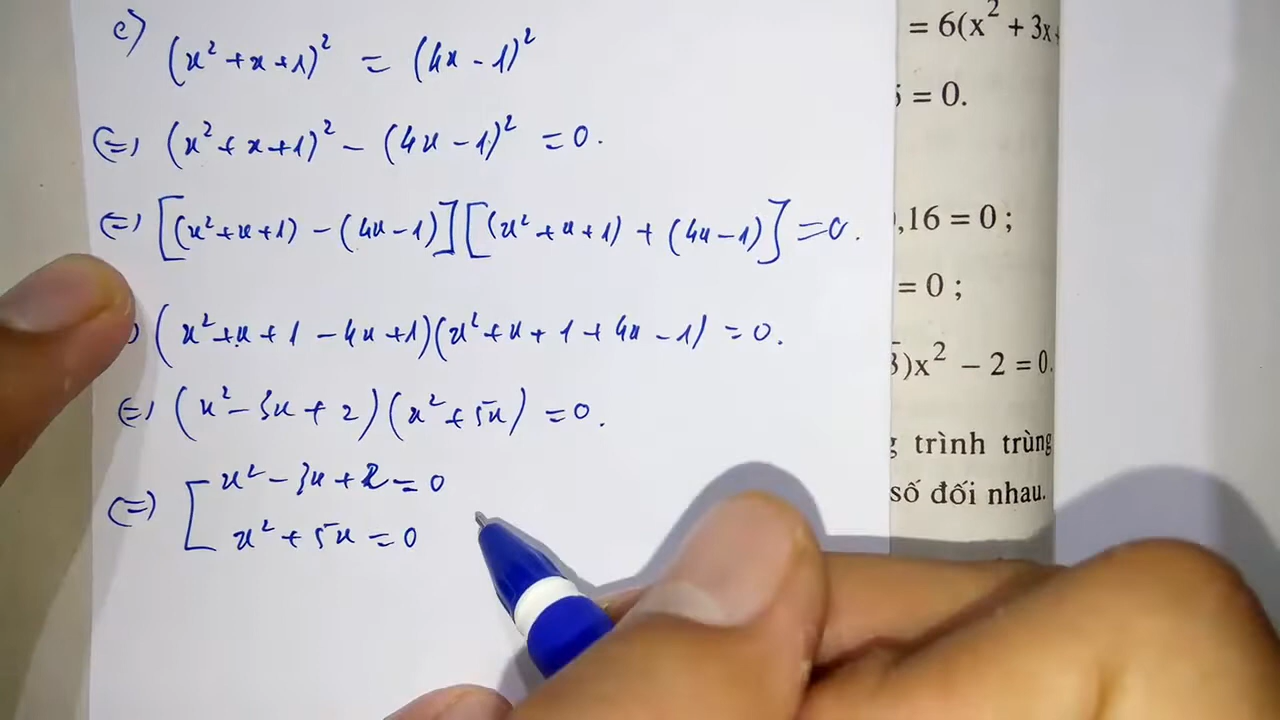 c) (x² + x + 1)² = (4x - 1)²
(=) (x² + x + 1)² - (4x - 1)² = 0.
(=) [(x² + x + 1) - (4x - 1)][(x² + x + 1) + (4x - 1)] = 0.
(x² + x + 1 - 4x + 1)(x² + x + 1 + 4x - 1) = 0.
(=) (x² - 3x + 2)(x² + 5x) = 0.
(=) [ x² - 3x + 2 = 0
x² + 5x = 0
= 6(x² + 3x +
= 0.
,16 = 0 ;
= 0 ;
)x² - 2 = 0.
trình trùng
số đối nhau.